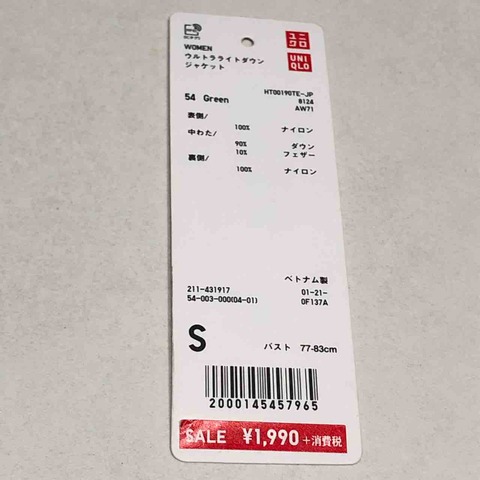 WOMEN
ウルトラライトダウン
ジャケット
ユニ
クロ
UNI
QLO
54 Green
HT00190TE-JP
8124
AW71
表側/
100% ナイロン
中わた/
90% ダウン
10% フェザー
裏側/
100% ナイロン
ベトナム製
211-431917 01-21-
54-003-000(04-01) 0F137A
S バスト 77-83cm
2000145457965
SALE ¥1,990 +消費税